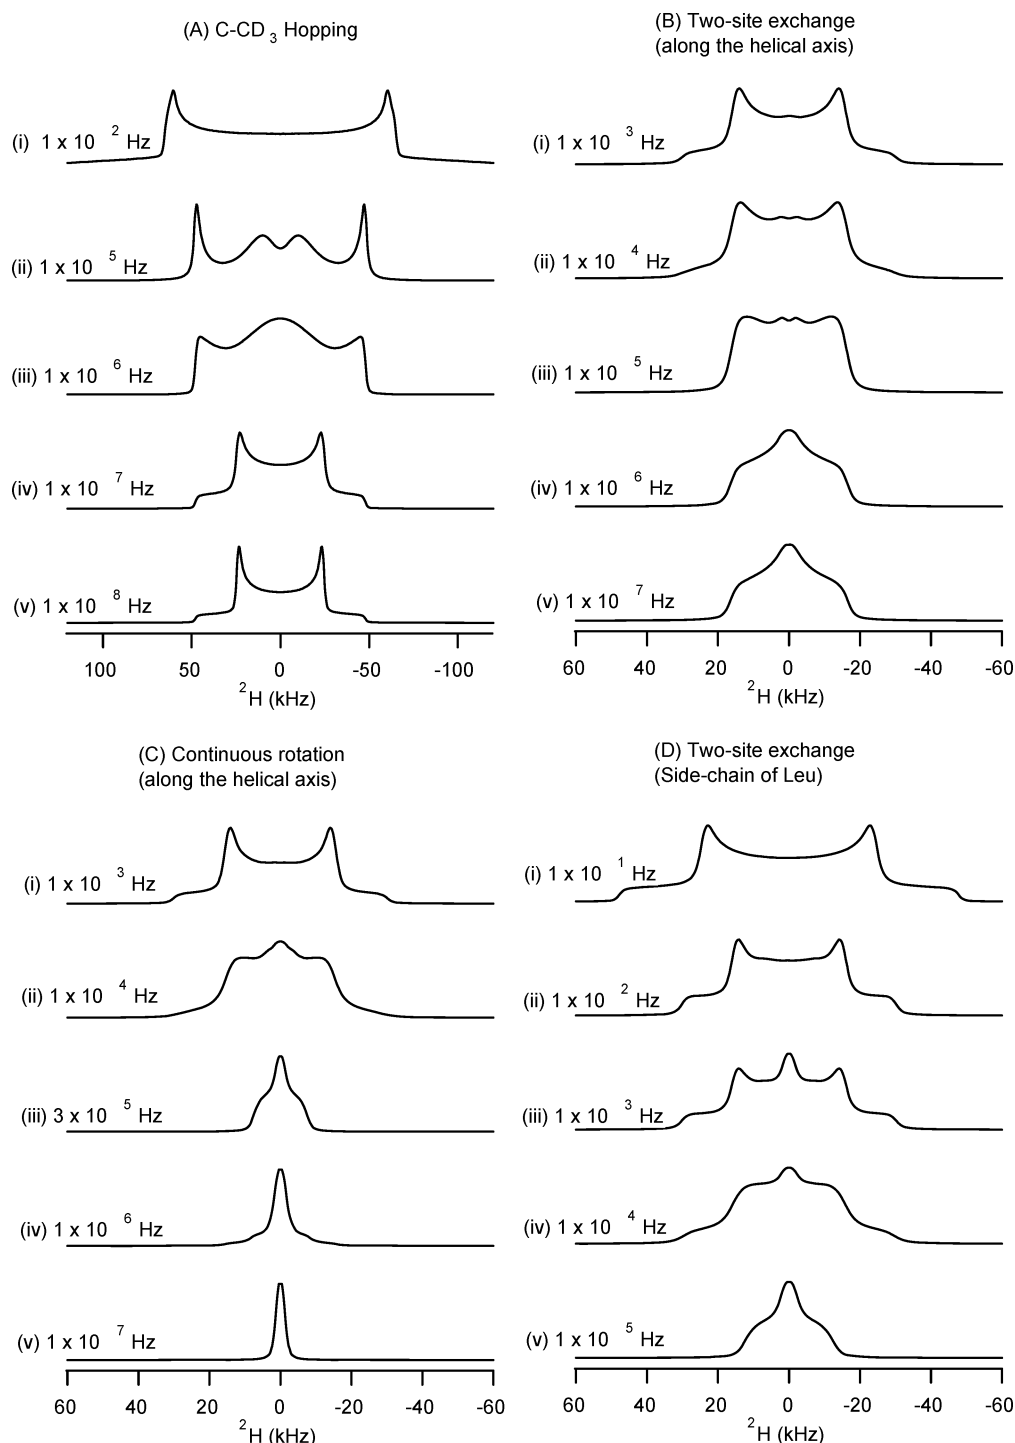 (A) C-CD 3 Hopping
(i) 1 x 10 2 Hz
(ii) 1 x 10 5 Hz
(iii) 1 x 10 6 Hz
(iv) 1 x 10 7 Hz
(v) 1 x 10 8 Hz
100 50 0 -50 -100
2H (kHz)
(B) Two-site exchange
(along the helical axis)
(i) 1 x 10 3 Hz
(ii) 1 x 10 4 Hz
(iii) 1 x 10 5 Hz
(iv) 1 x 10 6 Hz
(v) 1 x 10 7 Hz
60 40 20 0 -20 -40 -60
2H (kHz)
(C) Continuous rotation
(along the helical axis)
(i) 1 x 10 3 Hz
(ii) 1 x 10 4 Hz
(iii) 3 x 10 5 Hz
(iv) 1 x 10 6 Hz
(v) 1 x 10 7 Hz
60 40 20 0 -20 -40 -60
2H (kHz)
(D) Two-site exchange
(Side-chain of Leu)
(i) 1 x 10 1 Hz
(ii) 1 x 10 2 Hz
(iii) 1 x 10 3 Hz
(iv) 1 x 10 4 Hz
(v) 1 x 10 5 Hz
60 40 20 0 -20 -40 -60
2H (kHz)